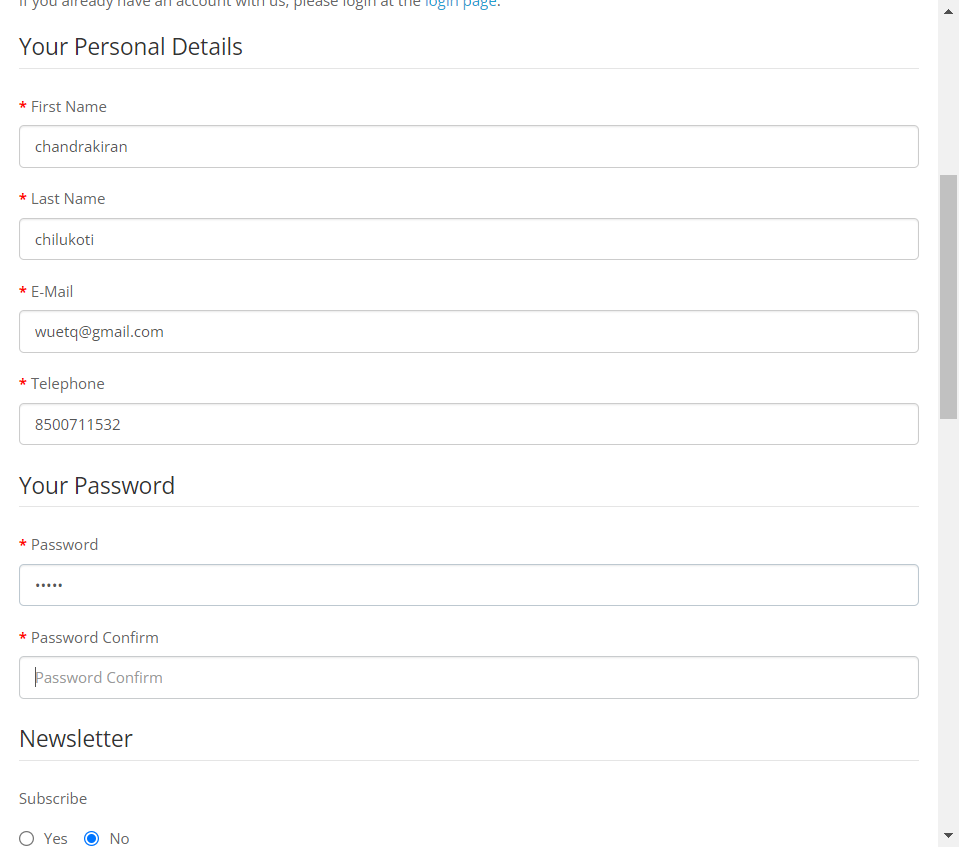 If you already have an account with us, please login at the login page.
Your Personal Details
* First Name
chandrakiran
* Last Name
chilukoti
* E-Mail
wuetq@gmail.com
* Telephone
8500711532
Your Password
* Password
•••••
* Password Confirm
Password Confirm
Newsletter
Subscribe
Yes No